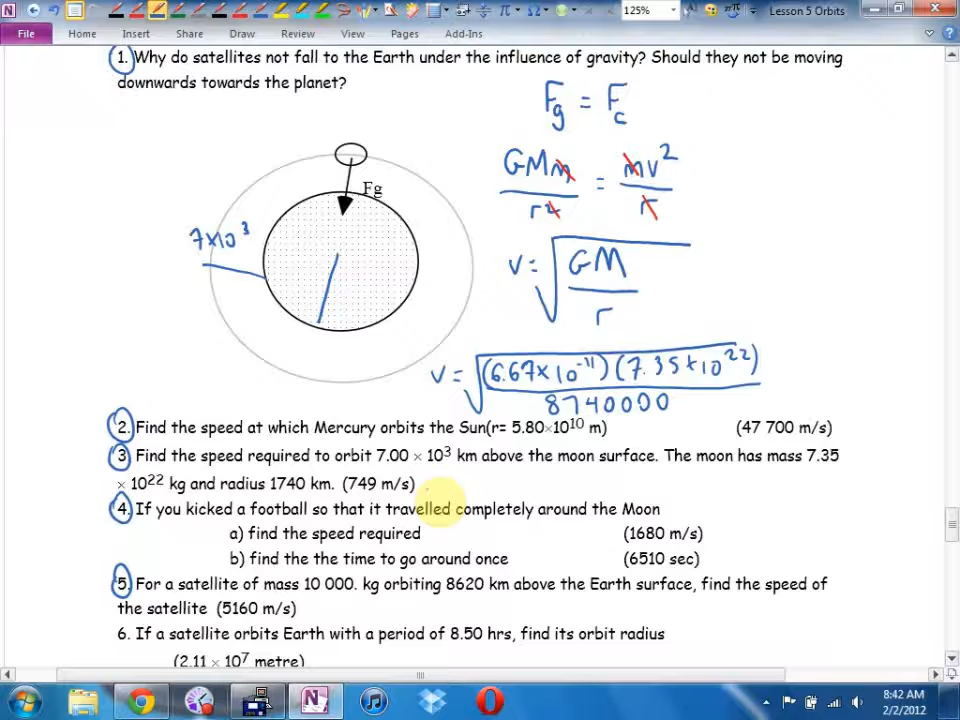 125%
Lesson 5 Orbits
File Home Insert Share Draw Review View Pages Add-Ins
1. Why do satellites not fall to the Earth under the influence of gravity? Should they not be moving
downwards towards the planet?
Fg = Fc
GMm = mv²
r² r
Fg
7×10³
v = √GM
r
v = √(6.67×10⁻¹¹)(7.35×10²²)
8740000
2. Find the speed at which Mercury orbits the Sun(r= 5.80×10¹⁰ m) (47 700 m/s)
3 Find the speed required to orbit 7.00 × 10³ km above the moon surface. The moon has mass 7.35
× 10²² kg and radius 1740 km. (749 m/s)
4. If you kicked a football so that it travelled completely around the Moon
a) find the speed required (1680 m/s)
b) find the the time to go around once (6510 sec)
5. For a satellite of mass 10 000. kg orbiting 8620 km above the Earth surface, find the speed of
the satellite (5160 m/s)
6. If a satellite orbits Earth with a period of 8.50 hrs, find its orbit radius
(2.11 × 10⁷ metre)
8:42 AM
2/2/2012